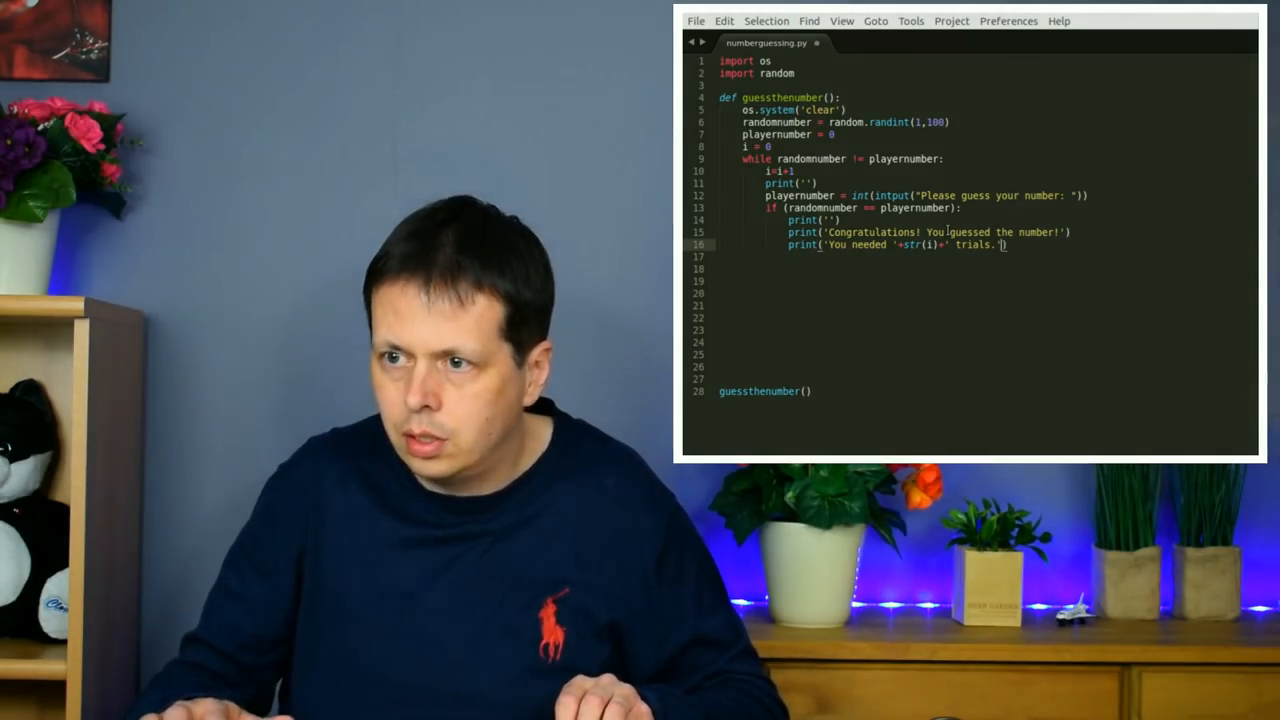 File Edit Selection Find View Goto Tools Project Preferences Help
numberguessing.py
1 import os
2 import random
3
4 def guessthenumber():
5 os.system('clear')
6 randomnumber = random.randint(1,100)
7 playernumber = 0
8 i = 0
9 while randomnumber != playernumber:
10 i=i+1
11 print('')
12 playernumber = int(intput("Please guess your number: "))
13 if (randomnumber == playernumber):
14 print('')
15 print('Congratulations! You guessed the number!')
16 print('You needed '+str(i)+' trials.')
17
18
19
20
21
22
23
24
25
26
27
28 guessthenumber()